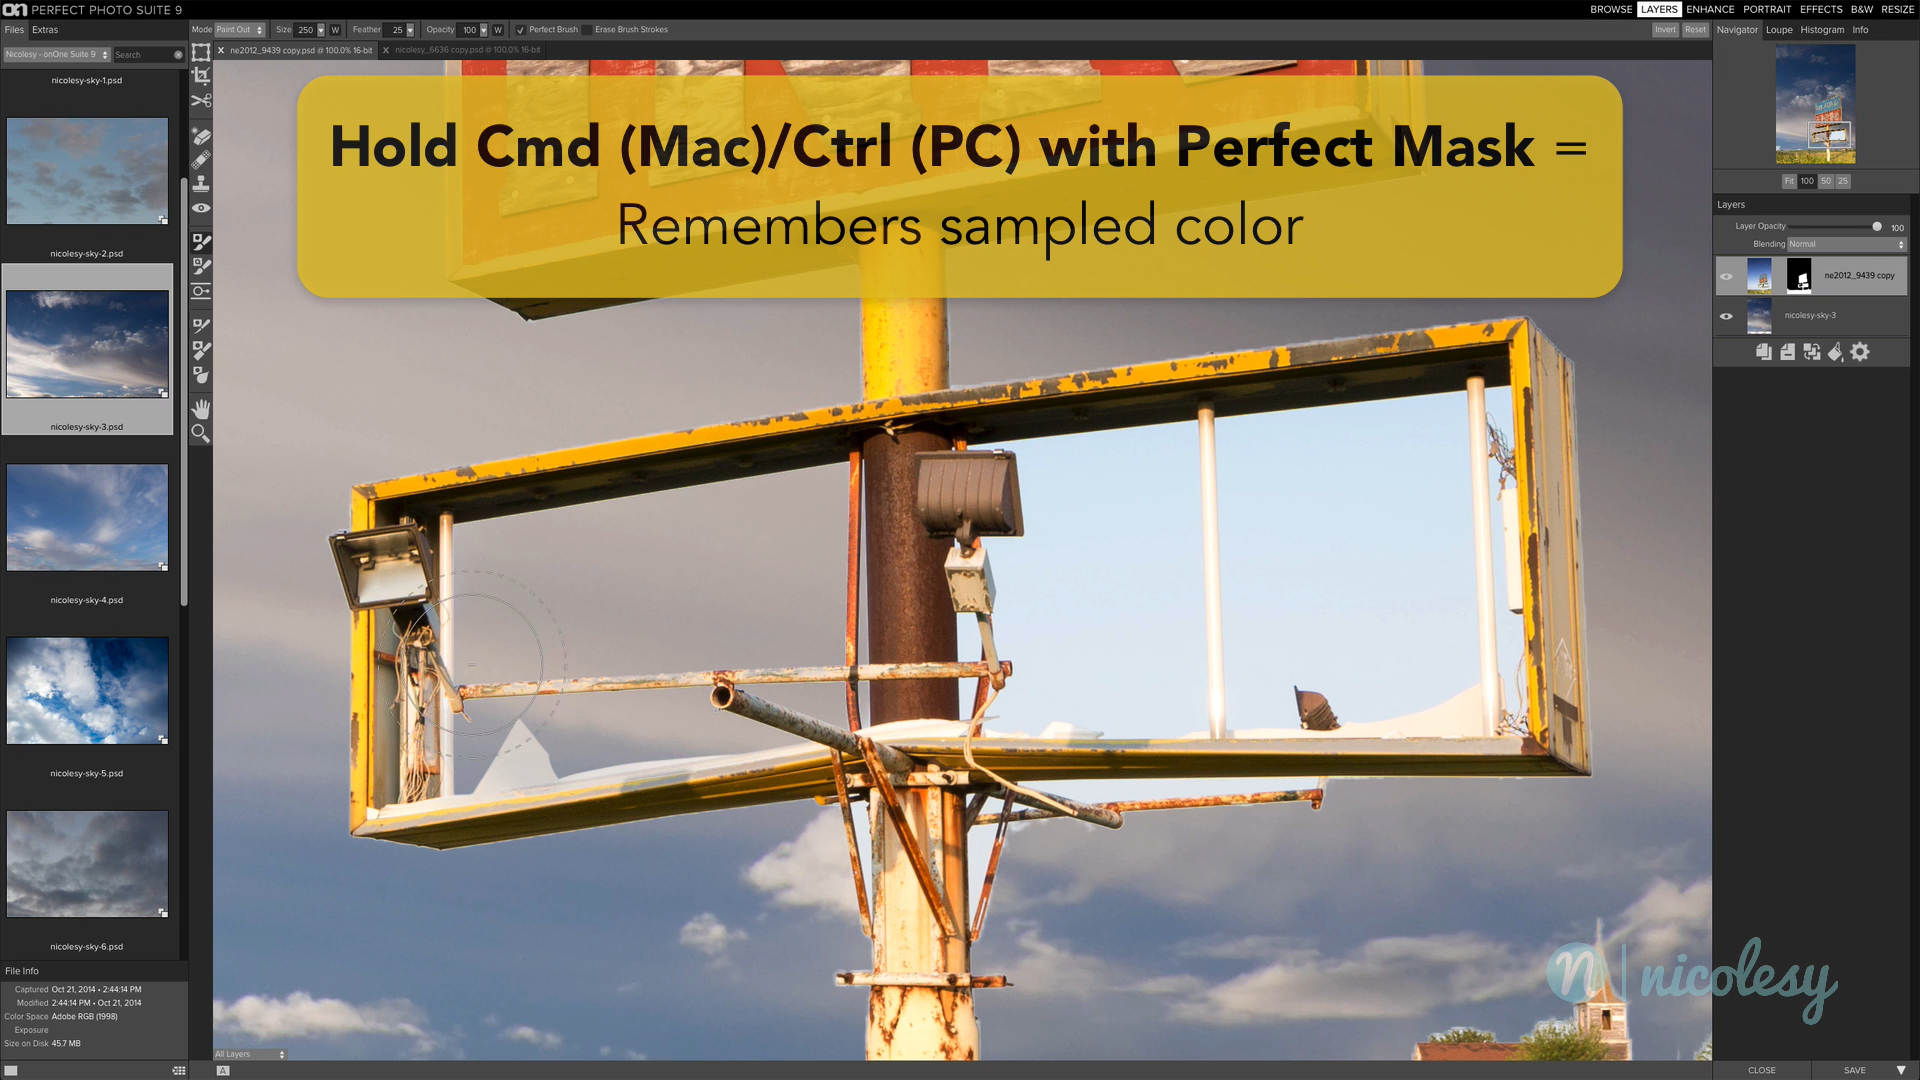 on PERFECT PHOTO SUITE 9
BROWSE LAYERS ENHANCE PORTRAIT EFFECTS B&W RESIZE
Files Extras
Mode Paint Out Size 250 W Feather 25 Opacity 100 W Perfect Brush Erase Brush Strokes Invert Reset
Navigator Loupe Histogram Info
Nicolesy - onOne Suite 9 Search
X ne2012_9439 copy.psd @ 100.0% 16-bit X nicolesy_6636 copy.psd @ 100.0% 16-bit
nicolesy-sky-1.psd
nicolesy-sky-2.psd
nicolesy-sky-3.psd
nicolesy-sky-4.psd
nicolesy-sky-5.psd
nicolesy-sky-6.psd
Hold Cmd (Mac)/Ctrl (PC) with Perfect Mask =
Remembers sampled color
Fit 100 50 25
Layers
Layer Opacity 100
Blending Normal
ne2012_9439 copy
nicolesy-sky-3
File Info
Captured Oct 21, 2014 • 2:44:14 PM
Modified 2:44:14 PM • Oct 21, 2014
Color Space Adobe RGB (1998)
Exposure
Size on Disk 45.7 MB
n | nicolesy
All Layers
A
CLOSE SAVE